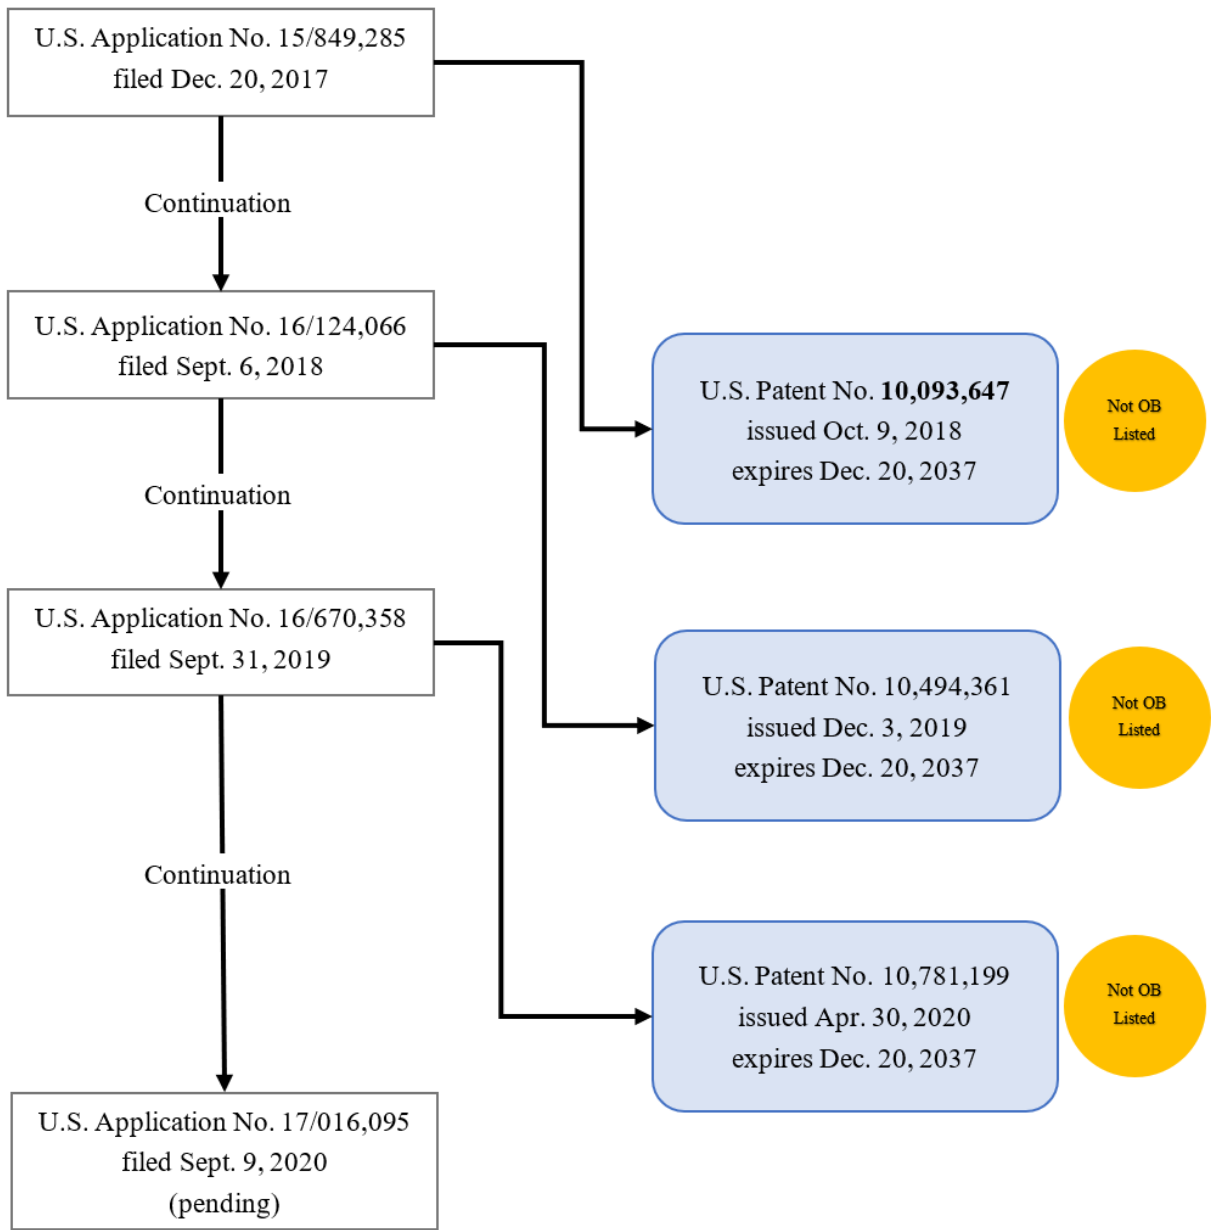 U.S. Application No. 15/849,285
filed Dec. 20, 2017
Continuation
U.S. Application No. 16/124,066
filed Sept. 6, 2018
U.S. Patent No. 10,093,647
issued Oct. 9, 2018
expires Dec. 20, 2037
Not OB
Listed
Continuation
U.S. Application No. 16/670,358
filed Sept. 31, 2019
U.S. Patent No. 10,494,361
issued Dec. 3, 2019
expires Dec. 20, 2037
Not OB
Listed
Continuation
U.S. Patent No. 10,781,199
issued Apr. 30, 2020
expires Dec. 20, 2037
Not OB
Listed
U.S. Application No. 17/016,095
filed Sept. 9, 2020
(pending)